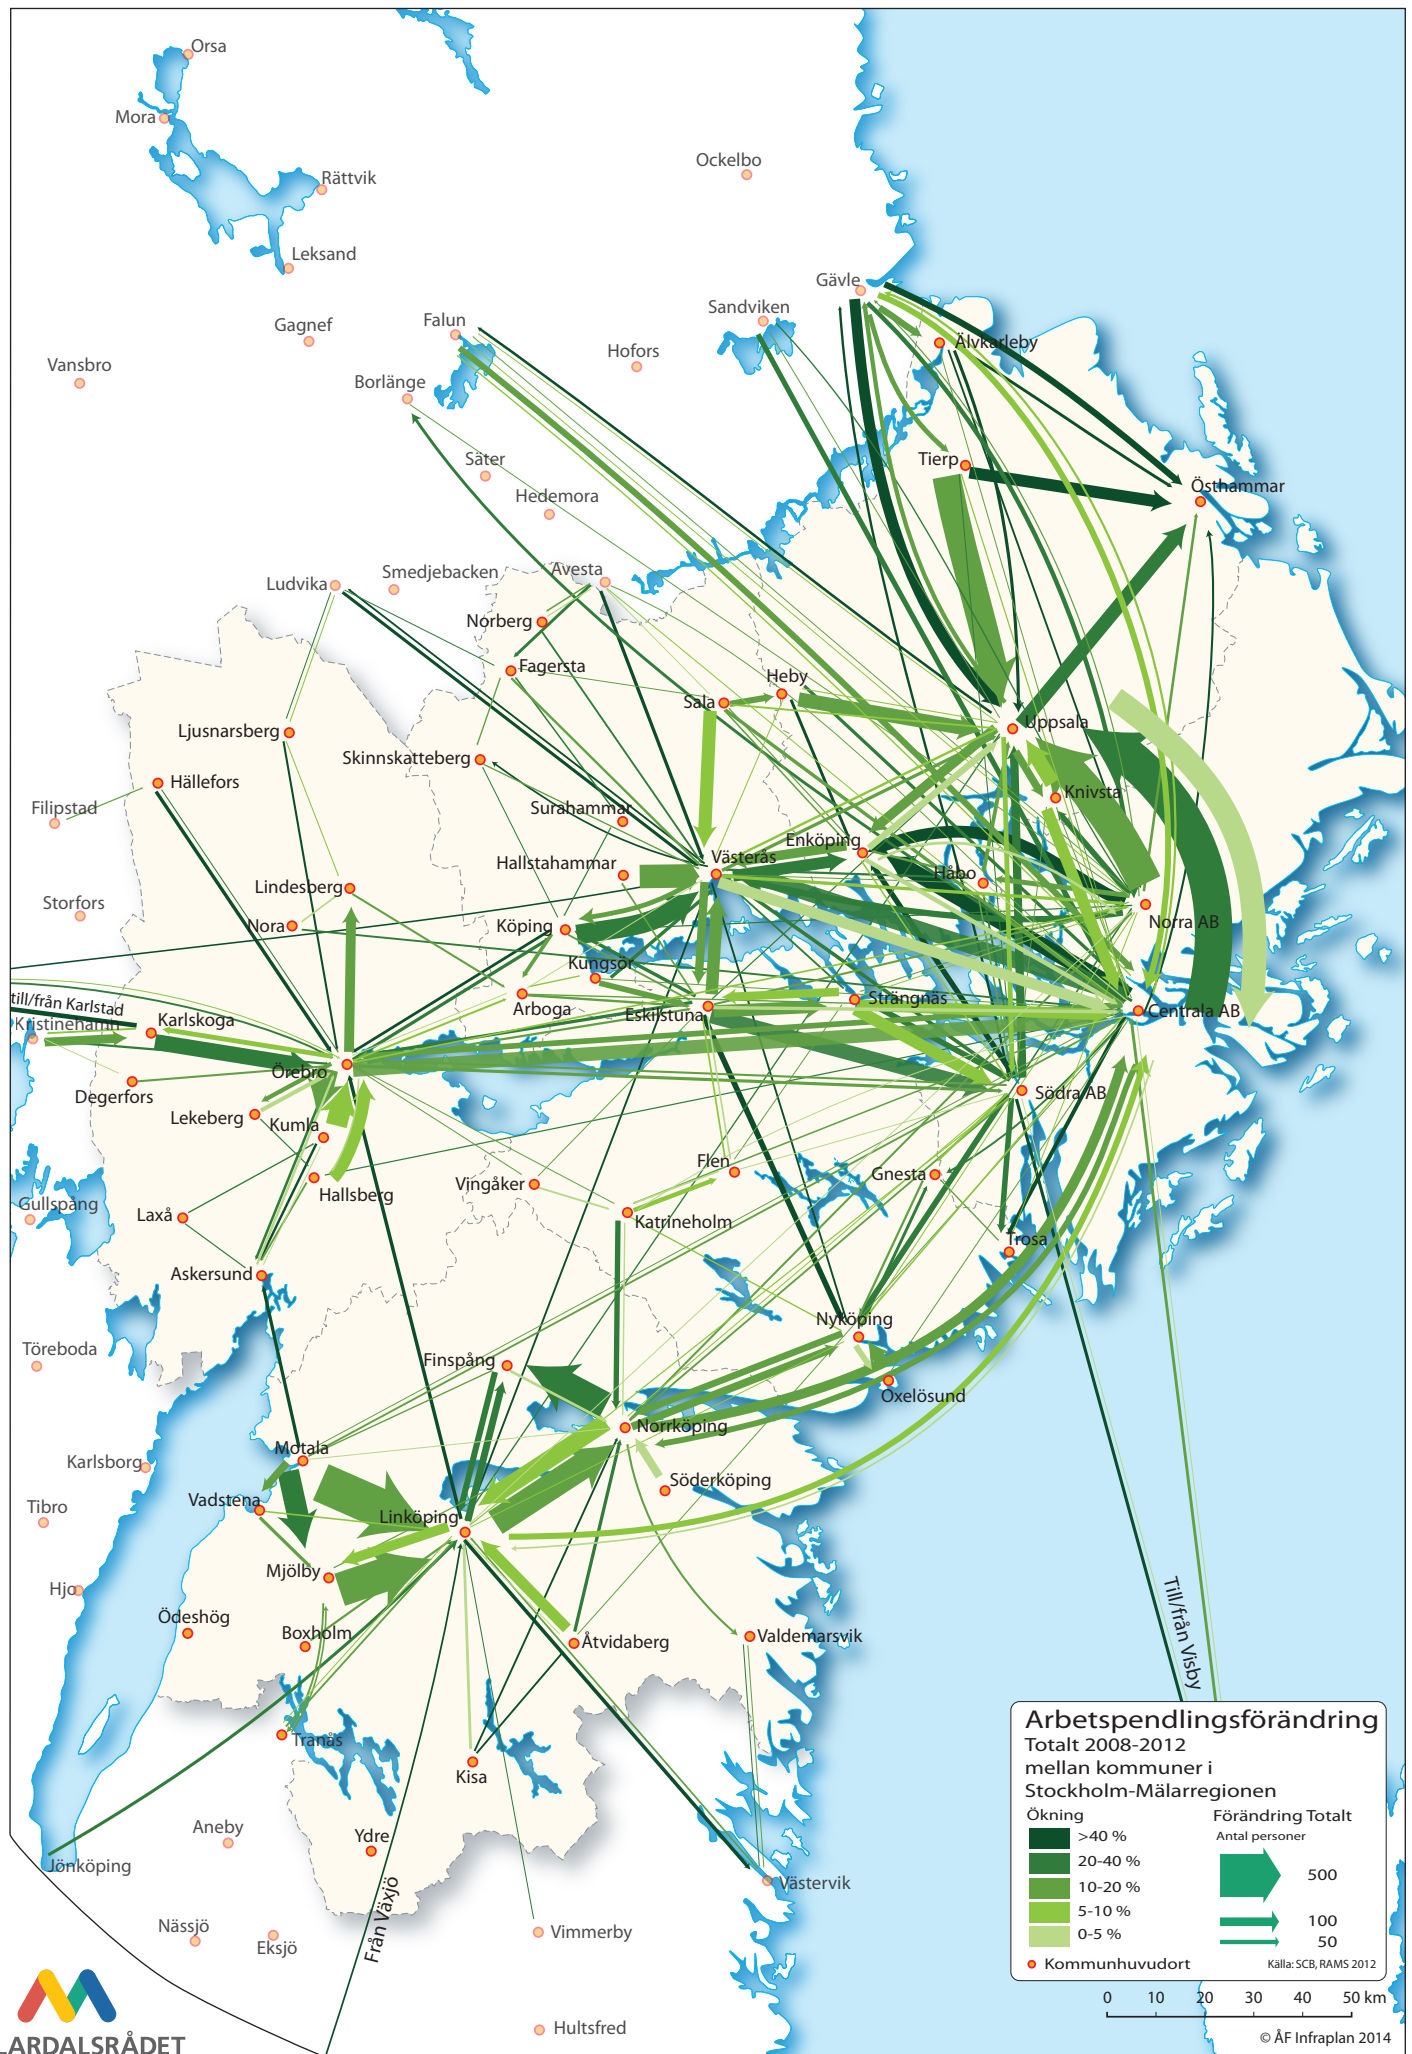 Orsa
Mora
Rättvik
Ockelbo
Leksand
Gävle
Sandviken
Falun
Gagnef
Älvkarleby
Hofors
Vansbro
Borlänge
Säter
Tierp
Hedemora
Östhammar
Avesta
Smedjebacken
Ludvika
Norberg
Fagersta
Heby
Sala
Uppsala
Ljusnarsberg
Skinnskatteberg
Hällefors
Knivsta
Filipstad
Surahammar
Enköping
Västerås
Hallstahammar
Håbo
Lindesberg
Storfors
Nora
Köping
Norra AB
Kungsör
till/från Karlstad
Arboga
Eskilstuna
Strängnäs
Centrala AB
Karlskoga
Kristinehamn
Örebro
Degerfors
Södra AB
Lekeberg
Kumla
Flen
Gnesta
Vingåker
Hallsberg
Gullspång
Laxå
Katrineholm
Trosa
Askersund
Nyköping
Töreboda
Finspång
Oxelösund
Norrköping
Motala
Karlsborg
Söderköping
Vadstena
Tibro
Linköping
Mjölby
Hjo
Ödeshög
Boxholm
Åtvidaberg
Valdemarsvik
Till/från Visby
Tranås
Kisa
Aneby
Ydre
Jönköping
Västervik
Från Växjö
Nässjö
Eksjö
Vimmerby
Hultsfred
Arbetspendlingsförändring
Totalt 2008-2012
mellan kommuner i
Stockholm-Mälarregionen
Ökning
Förändring Totalt
Antal personer
>40 %
20-40 %
10-20 %
5-10 %
0-5 %
500
100
50
Kommunhuvudort
Källa: SCB, RAMS 2012
0 10 20 30 40 50 km
© ÅF Infraplan 2014
LARDALSRÅDET